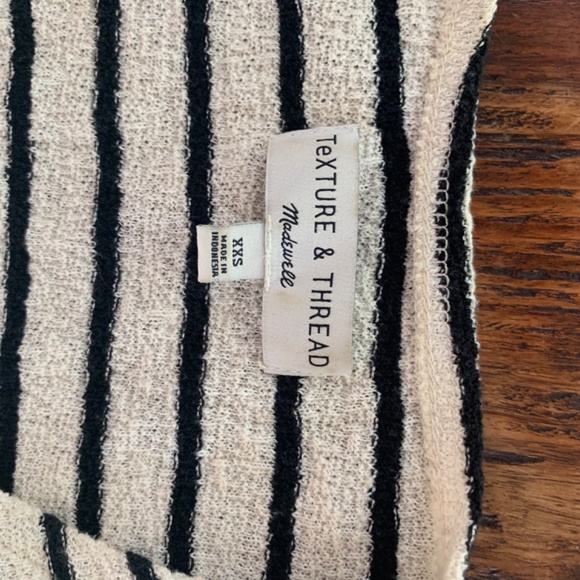 TeXTURE & THREAD
Madewell
XXS
MADE IN
INDONESIA